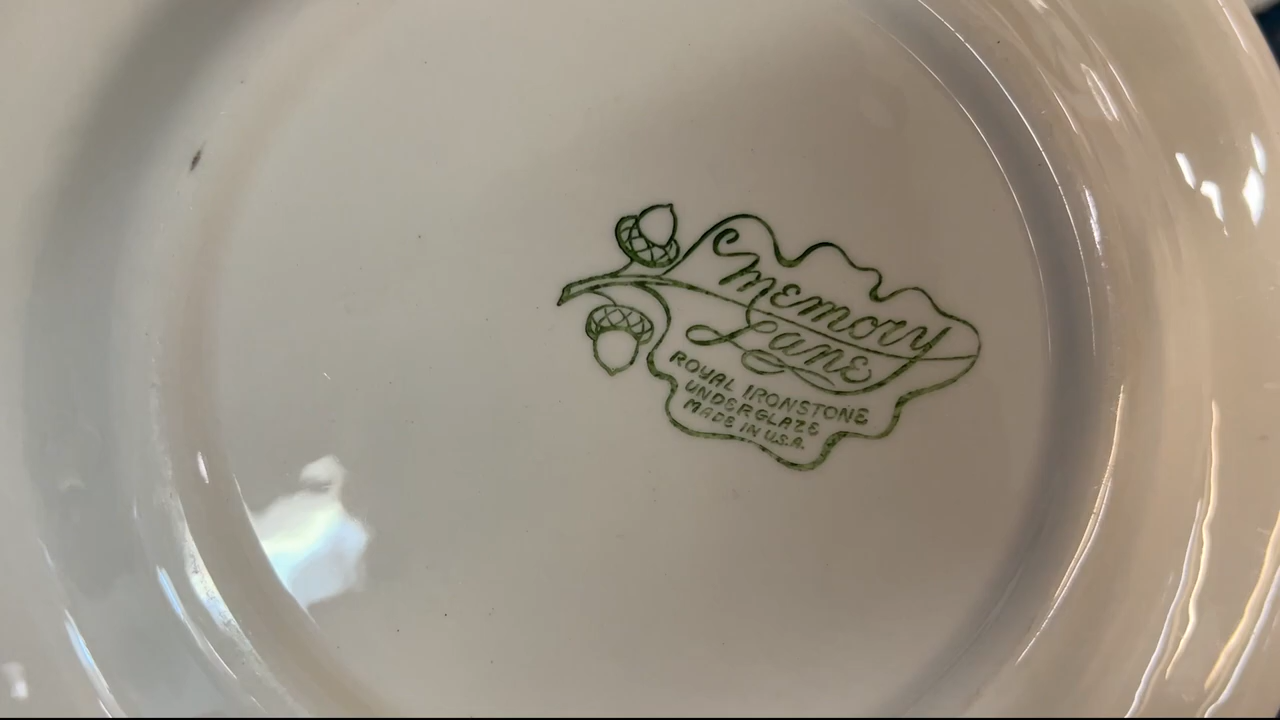 Memory
Lane
ROYAL IRONSTONE
UNDERGLAZE
MADE IN U.S.A.